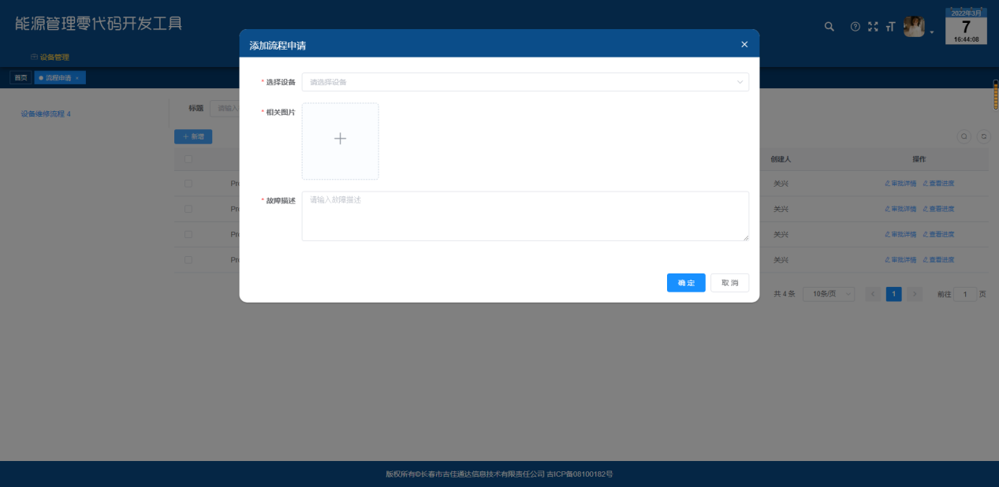 能源管理零代码开发工具
2022年3月
7
16:44:08
设备管理
首页
流程申请 ×
添加流程申请
* 选择设备 请选择设备
* 相关图片
* 故障描述 请输入故障描述
确定 取消
设备维修流程 4
标题 请输入
+ 新增
创建人 操作
Pr 关兴 审批详情 查看进度
Pr 关兴 审批详情 查看进度
Pr 关兴 审批详情 查看进度
Pr 关兴 审批详情 查看进度
共 4 条 10条/页 1 前往 1 页
版权所有©长春市吉佳通达信息技术有限责任公司 吉ICP备08100182号